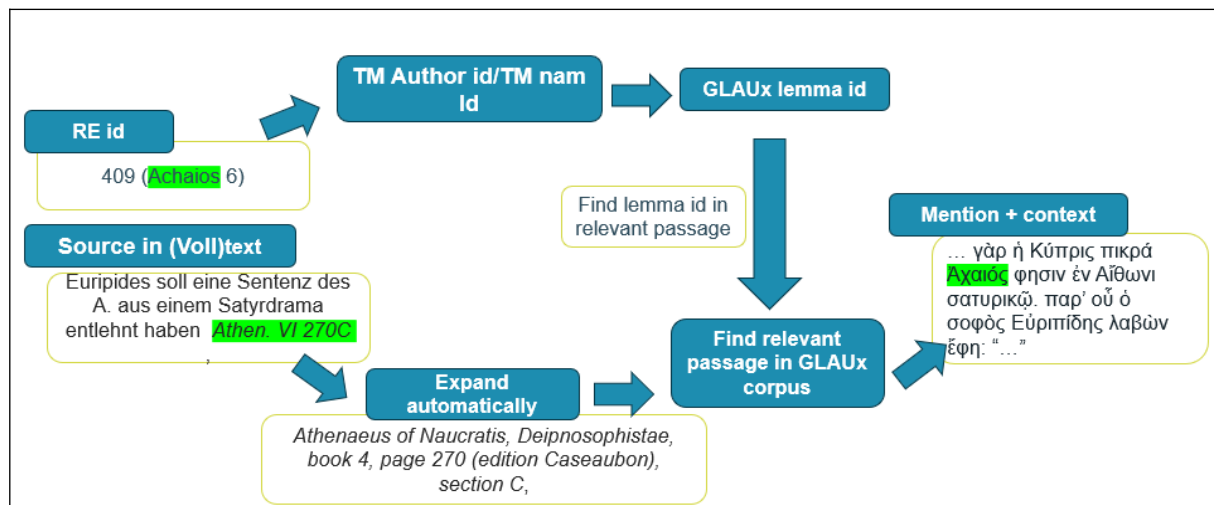 TM Author id/TM nam
Id
GLAUx lemma id
RE id
409 (Achaios 6)
Find lemma id in
relevant passage
Mention + context
… γὰρ ἡ Κύπρις πικρά
Ἀχαιός φησιν ἐν Αἴθωνι
σατυρικῷ. παρ’ οὗ ὁ
σοφὸς Εὐριπίδης λαβὼν
ἔφη: “…”
Source in (Voll)text
Euripides soll eine Sentenz des
A. aus einem Satyrdrama
entlehnt haben Athen. VI 270C
,
Find relevant
passage in GLAUx
corpus
Expand
automatically
Athenaeus of Naucratis, Deipnosophistae,
book 4, page 270 (edition Caseaubon),
section C,